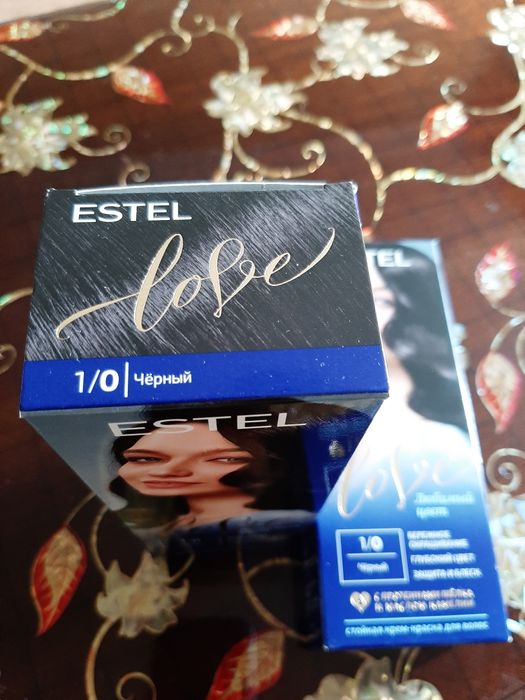 ESTEL
love
1/0 Чёрный
ESTEL
ESTEL
love
Любимый
цвет
1/0
Чёрный
БЕРЕЖНОЕ
ОКРАШИВАНИЕ
ГЛУБОКИЙ ЦВЕТ
ЗАЩИТА И БЛЕСК
стойкая крем-краска для волос